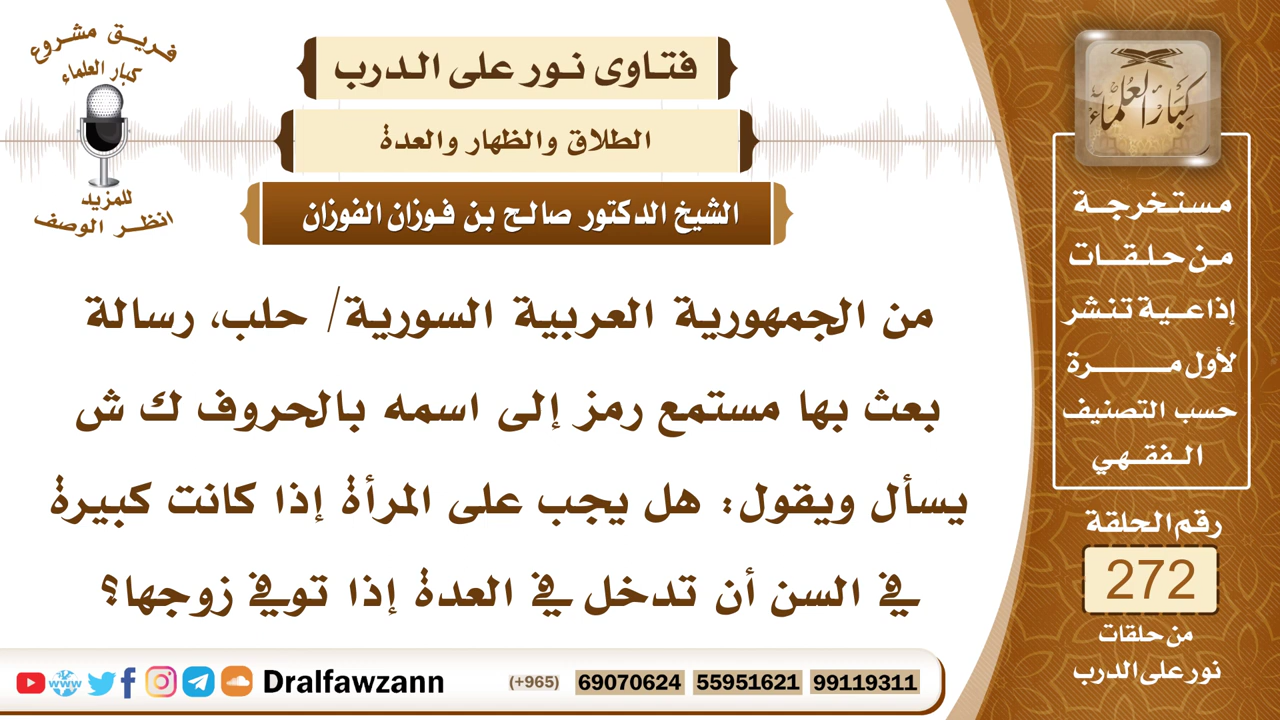 فريق مشروع
كبار العلماء
للمزيد
انظر الوصف
فتاوى نور على الدرب
الطلاق والظهار والعدة
الشيخ الدكتور صالح بن فوزان الفوزان
من الجمهورية العربية السورية/ حلب، رسالة
بعث بها مستمع رمز إلى اسمه بالحروف ك ش
يسأل ويقول: هل يجب على المرأة إذا كانت كبيرة
في السن أن تدخل في العدة إذا توفي زوجها؟
كبار العلماء
مستخرجة
من حلقات
إذاعية تنشر
لأول مرة
حسب التصنيف
الفقهي
رقم الحلقة
272
من حلقات
نور على الدرب
www
Dralfawzann
(+965) 69070624 55951621 99119311